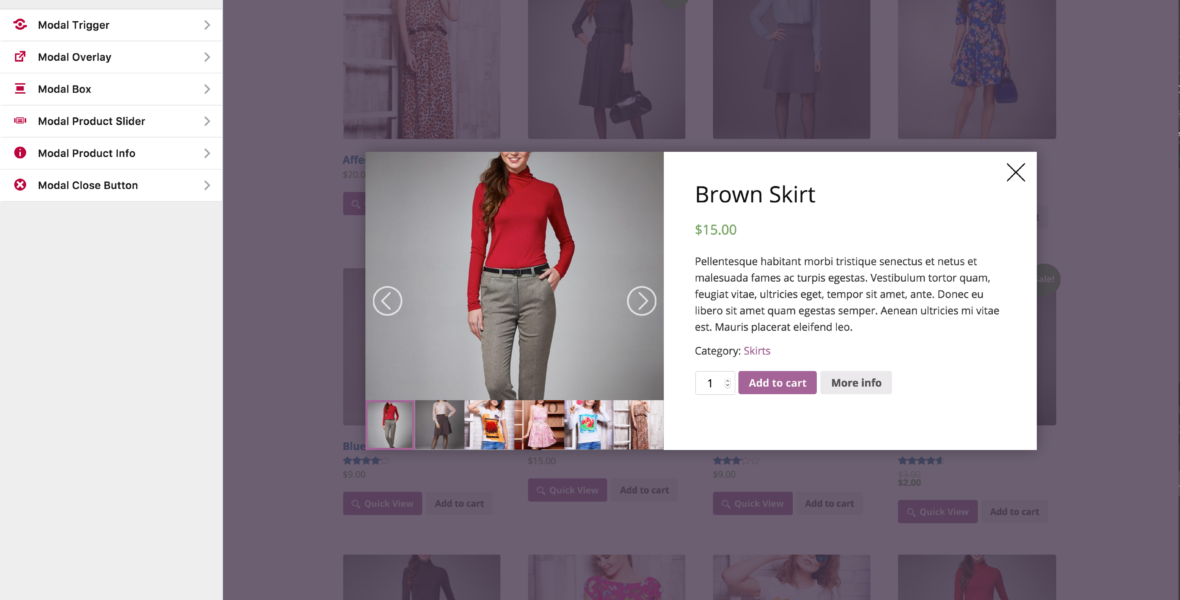 Modal Trigger
Modal Overlay
Modal Box
Modal Product Slider
Modal Product Info
Modal Close Button
Affe
$20.0
Brown Skirt
$15.00
Pellentesque habitant morbi tristique senectus et netus et
malesuada fames ac turpis egestas. Vestibulum tortor quam,
feugiat vitae, ultricies eget, tempor sit amet, ante. Donec eu
libero sit amet quam egestas semper. Aenean ultricies mi vitae
est. Mauris placerat eleifend leo.
Category: Skirts
1 Add to cart More info
ale!
Blue
$9.00
Quick View Add to cart
$15.00
Quick View Add to cart
$9.00
Quick View Add to cart
$2.00
Quick View Add to cart